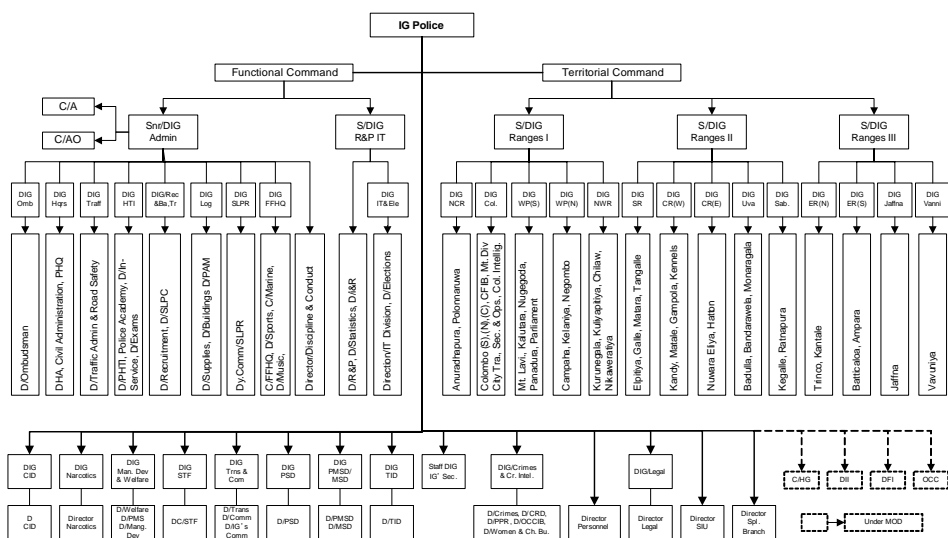 IG Police
Functional Command
Territorial Command
C/A
C/AO
Snr/DIG
Admin
S/DIG
R&P IT
S/DIG
Ranges I
S/DIG
Ranges II
S/DIG
Ranges III
DIG
Omb
DIG
Hqrs
DIG
Traff
DIG
HTI
DIG/Rec
&Ba,Tr
DIG
Log
DIG
SLPR
DIG
FFHQ
DIG
IT&Ele
DIG
NCR
DIG
Col.
DIG
WP(S)
DIG
WP(N)
DIG
NWR
DIG
SR
DIG
CR(W)
DIG
CR(E)
DIG
Uva
DIG
Sab.
DIG
ER(N)
DIG
ER(S)
DIG
Jaffna
DIG
Vanni
D/Ombudsman
DHA, Civil Administration, PHQ
D/Traffic Admin & Road Safety
D/PHTI, Police Academy, D/In-
Service, D/Exams
D/Recruitment, D/SLPC
D/Supplies, D/Buildings D/PAM
Dy.Comm/SLPR
C/FFHQ, D'Sports, C/Marine,
D/Music,
Director/Discipline & Conduct
D/R&P, D/Statistics, D/I&R
Direction/IT Division, D/Elections
Anuradhapura, Polonnaruwa
Colombo (S),(N),(C), CFIB, Mt. Div
City Tra, Sec. & Ops., Col. Intellig.
Mt. Lavi, Kalutara, Nugegoda,
Panadura, Parliament
Campaha, Kelaniya, Negombo
Kurunegala, Kuliyapitiya, Chilaw,
Nikaweratiya
Elpitiya, Galle, Matara, Tangalle
Kandy, Matale, Gampola, Kennels
Nuwara Eliya, Hatton
Badulla, Bandarawela, Monaragala
Kegalle, Ratnapura
Trinco, Kantale
Batticaloa, Ampara
Jaffna
Vavuniya
DIG
CID
DIG
Narcotics
DIG
Man. Dev
& Welfare
DIG
STF
DIG
Trns &
Com
DIG
PSD
DIG
PMSD/
MSD
DIG
TID
Staff DIG
IG' Sec.
DIG/Crimes
& Cr. Intel.
DIG/Legal
C/HG
DII
DFI
OCC
D
CID
Director
Narcotics
D/Welfare
D/PMS
D/Mang.
Dev
DC/STF
D/Trans
D/Comm
D/IG`s
Comm
D/PSD
D/PMSD
D/MSD
D/TID
D/Crimes, D'CRD,
D/PPR, D/OCCIB,
D/Women & Ch. Bu.
Director
Personnel
Director
Legal
Director
SIU
Director
Spl.
Branch
Under MOD